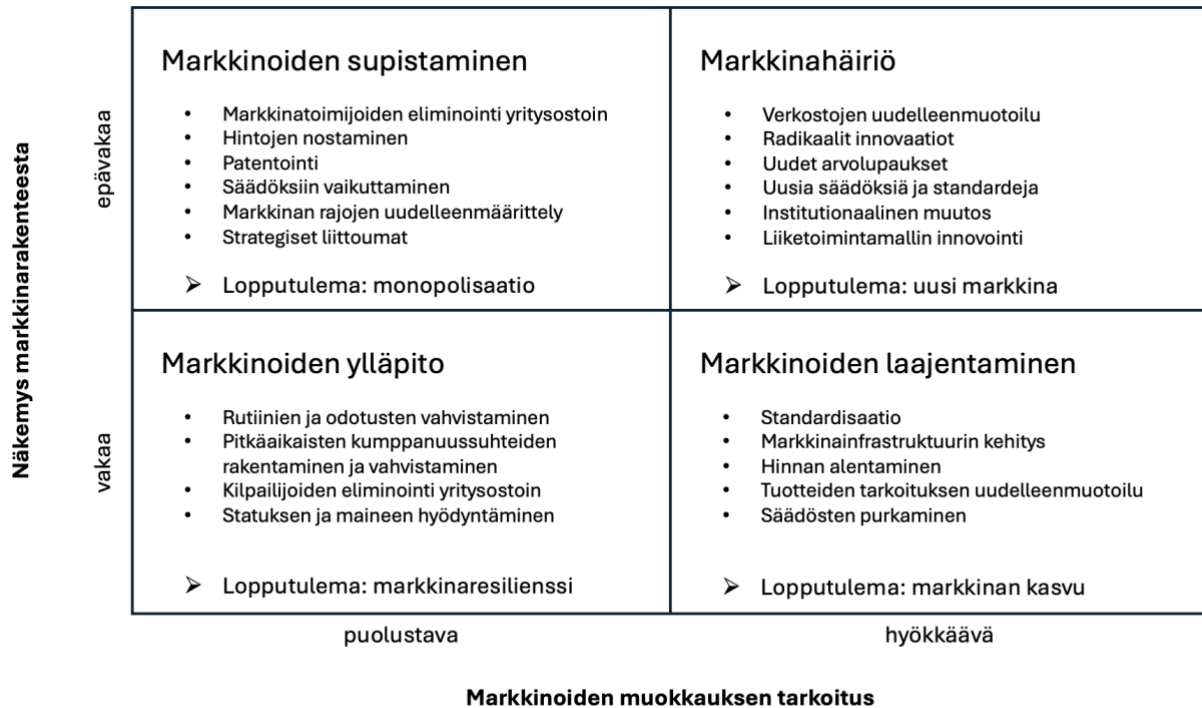 Markkinoiden supistaminen
• Markkinatoimijoiden eliminointi yritysostoin
• Hintojen nostaminen
• Patentointi
• Säädöksiin vaikuttaminen
• Markkinan rajojen uudelleenmäärittely
• Strategiset liittoumat
➢ Lopputulema: monopolisaatio
Markkinahäiriö
• Verkostojen uudelleenmuotoilu
• Radikaalit innovaatiot
• Uudet arvolupaukset
• Uusia säädöksiä ja standardeja
• Institutionaalinen muutos
• Liiketoimintamallin innovointi
➢ Lopputulema: uusi markkina
Näkemys markkinarakenteesta
epävakaa
vakaa
Markkinoiden ylläpito
• Rutiinien ja odotusten vahvistaminen
• Pitkäaikaisten kumppanuussuhteiden
rakentaminen ja vahvistaminen
• Kilpailijoiden eliminointi yritysostoin
• Statuksen ja maineen hyödyntäminen
➢ Lopputulema: markkinaresilienssi
Markkinoiden laajentaminen
• Standardisaatio
• Markkinainfrastruktuurin kehitys
• Hinnan alentaminen
• Tuotteiden tarkoituksen uudelleenmuotoilu
• Säädösten purkaminen
➢ Lopputulema: markkinan kasvu
puolustava
hyökkäävä
Markkinoiden muokkauksen tarkoitus